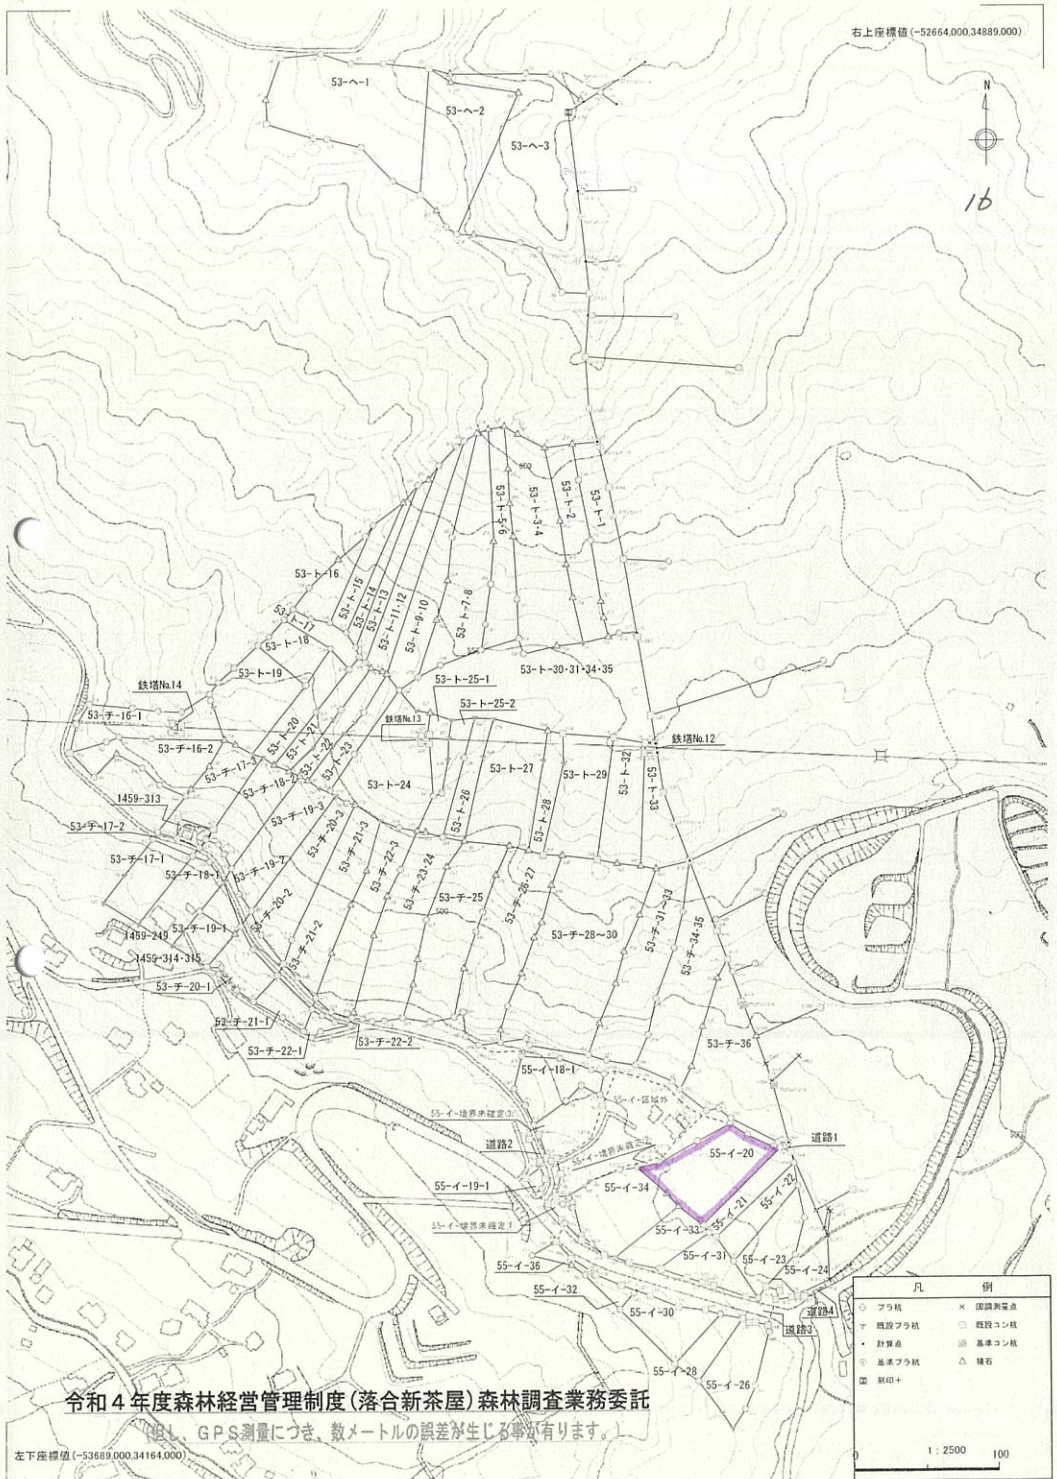 右上座標値(-52664.000,34889.000)
N
16
53-ヘ-1
53-ヘ-2
53-ヘ-3
600
53-ト-1
53-ト-2
53-ト-3・4
53-ト-5・6
53-ト-7・8
53-ト-9・10
53-ト-11・12
53-ト-13
53-ト-14
53-ト-15
53-ト-16
53-ト-17
53-ト-18
53-ト-19
550
53-ト-30・31・34・35
53-ト-25-1
53-ト-25-2
鉄塔No.14
鉄塔No.13
鉄塔No.12
53-チ-16-1
53-チ-16-2
53-ト-20
53-ト-21
53-ト-22
53-ト-23
53-ト-24
53-ト-26
53-ト-27
53-ト-28
53-ト-29
53-ト-32
53-ト-33
53-チ-17-3
53-チ-18-2
53-チ-19-3
53-チ-20-3
53-チ-21-3
53-チ-22-3
53-チ-23・24
53-チ-25
53-チ-26・27
53-チ-28~30
53-チ-31~33
53-チ-34・35
53-チ-36
1459-313
53-チ-17-2
53-チ-17-1
53-チ-18-1
53-チ-19-2
53-チ-20-2
53-チ-19-1
53-チ-21-2
500
1459-249
1459-314・315
53-チ-20-1
53-チ-21-1
53-チ-22-1
53-チ-22-2
55-イ-18-1
55-イ-区域外
55-イ-境界未確定3
道路2
55-イ-境界未確定2
道路1
55-イ-20
55-イ-19-1
55-イ-34
55-イ-境界未確定1
55-イ-33
55-イ-21
55-イ-22
55-イ-31
55-イ-23
55-イ-24
55-イ-36
55-イ-32
55-イ-30
道路4
道路3
55-イ-28
55-イ-26
500
凡 例
プラ杭
国調測量点
既設プラ杭
既設コン杭
計算点
基準コン杭
基準プラ杭
積石
刻印+
1:2500
0
100
令和4年度森林経営管理制度(落合新茶屋)森林調査業務委託
(但し、GPS測量につき、数メートルの誤差が生じる事が有ります。)
左下座標値(-53689.000,34164.000)